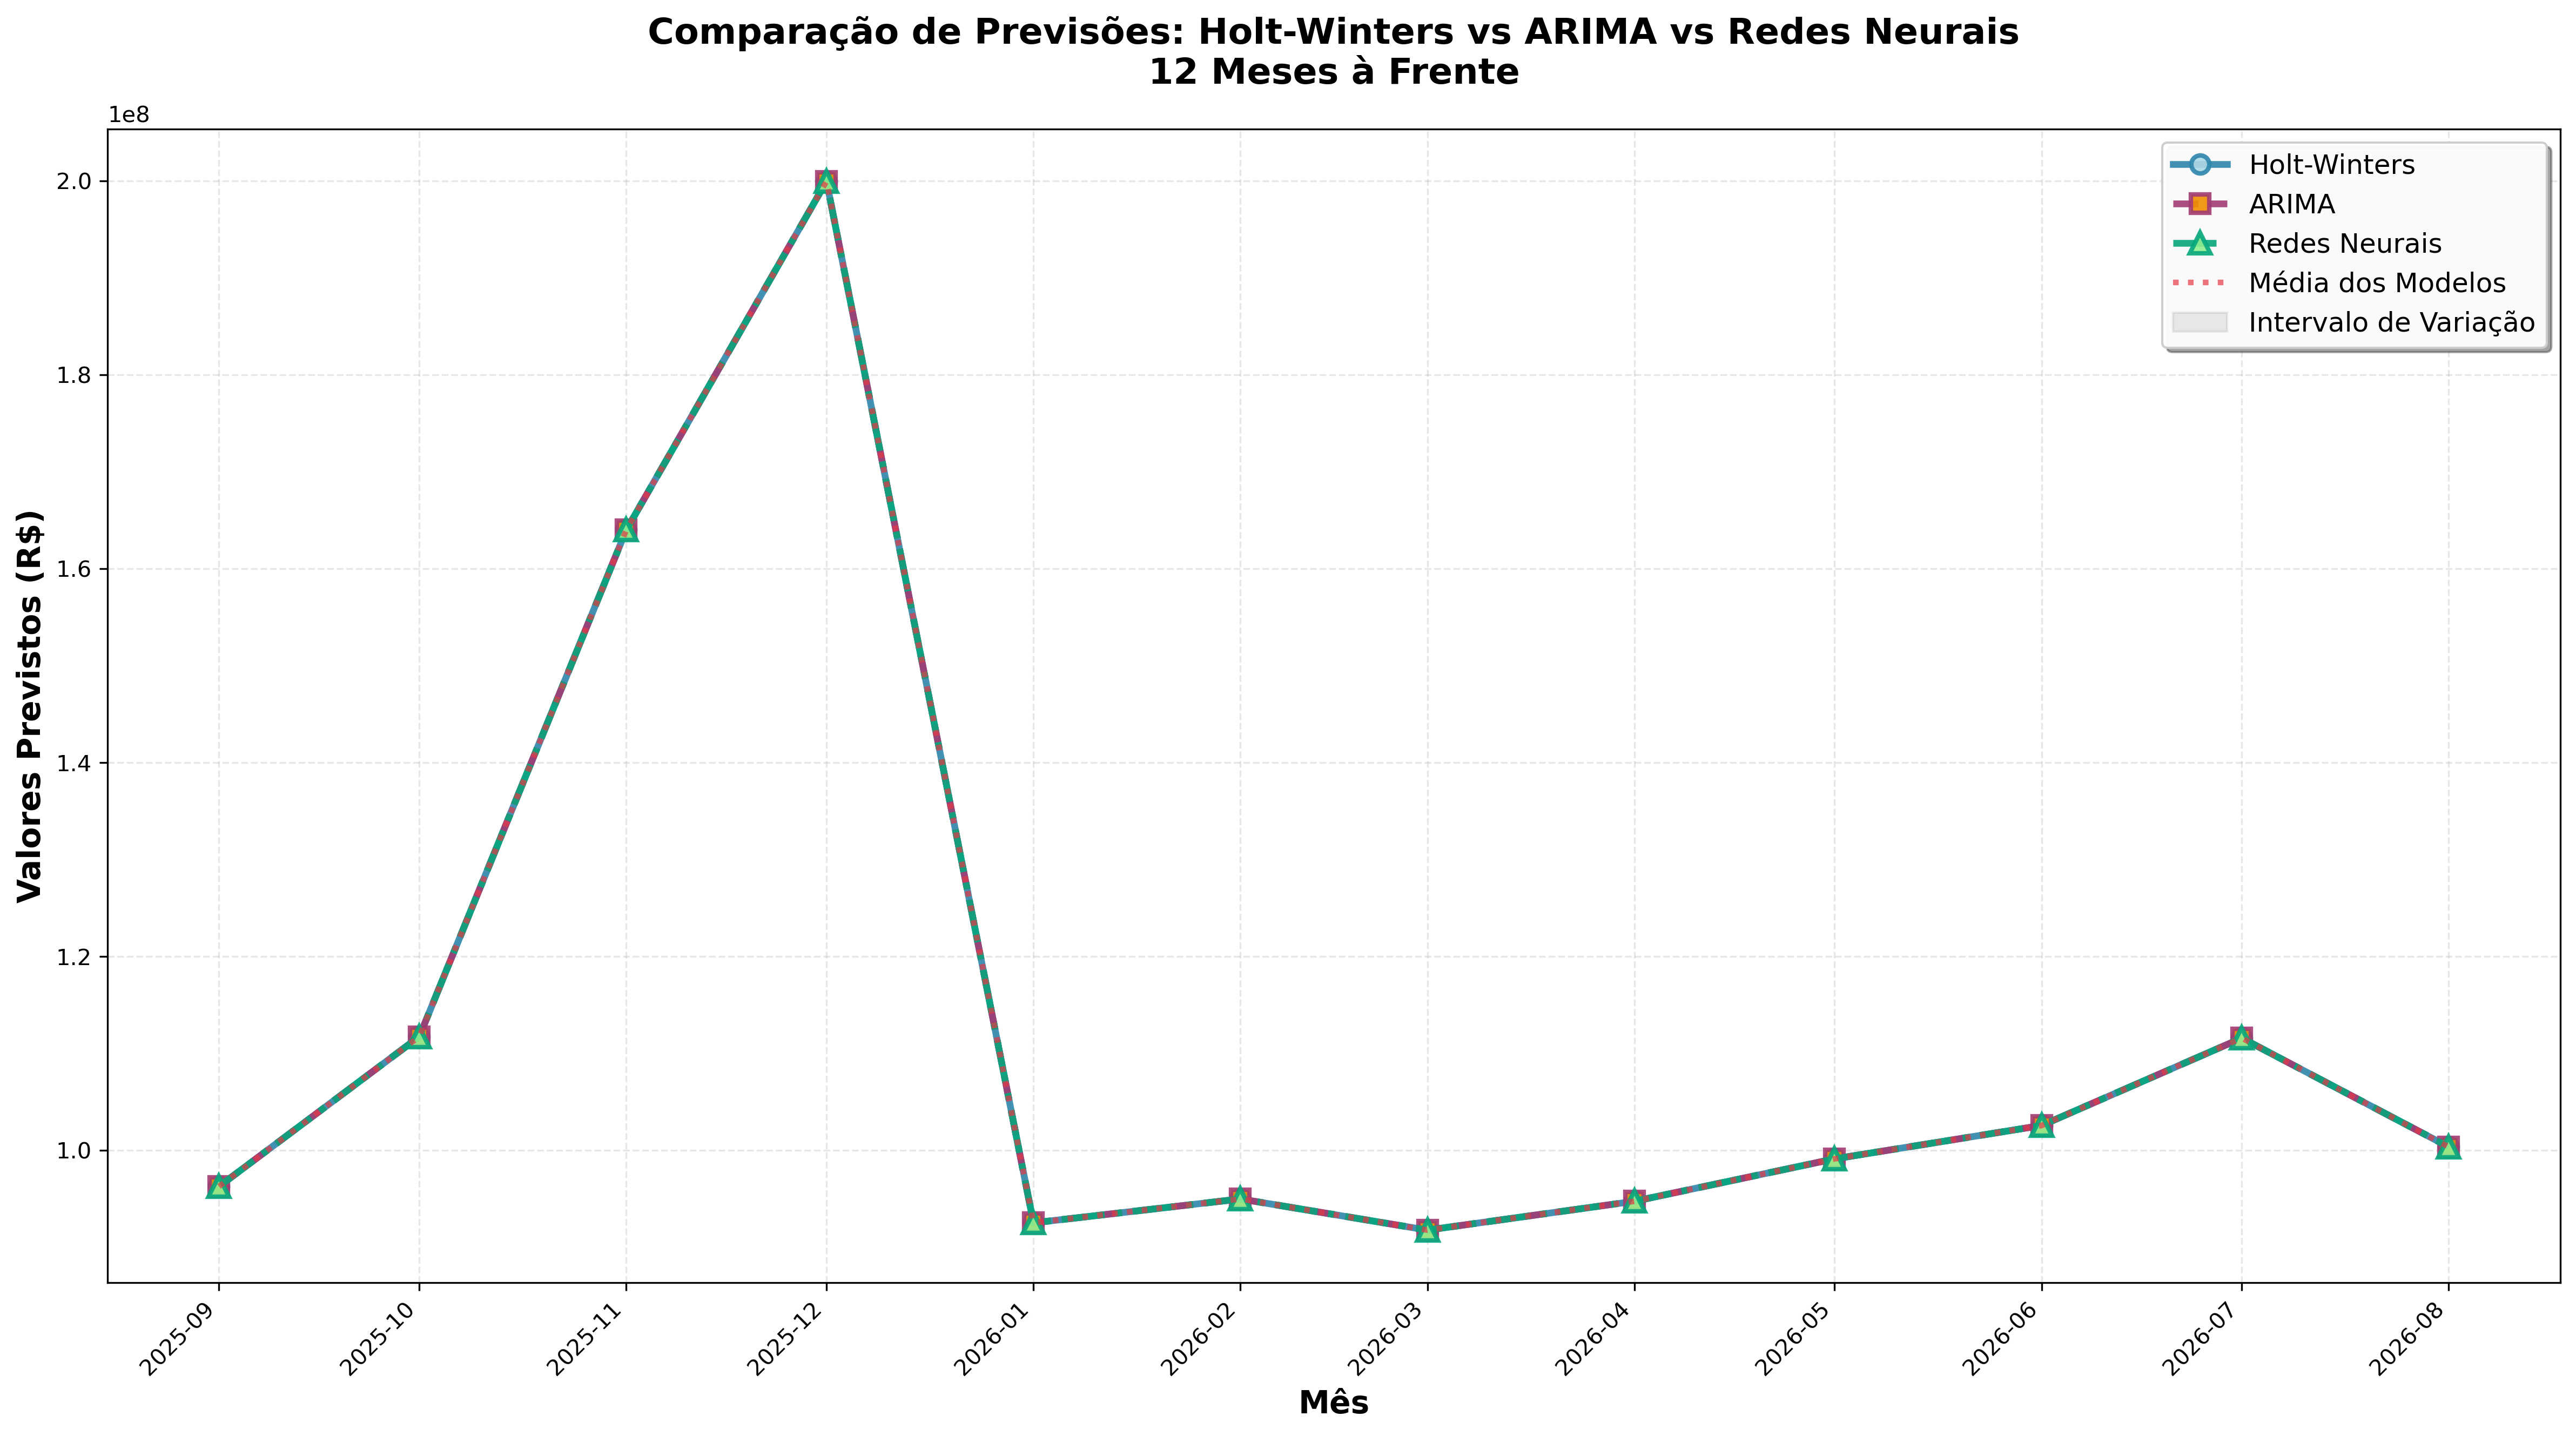 Comparação de Previsões: Holt-Winters vs ARIMA vs Redes Neurais
12 Meses à Frente
1e8
Holt-Winters
ARIMA
Redes Neurais
Média dos Modelos
Intervalo de Variação
Valores Previstos (R$)
2.0
1.8
1.6
1.4
1.2
1.0
2025-09
2025-10
2025-11
2025-12
2026-01
2026-02
2026-03
2026-04
2026-05
2026-06
2026-07
2026-08
Mês